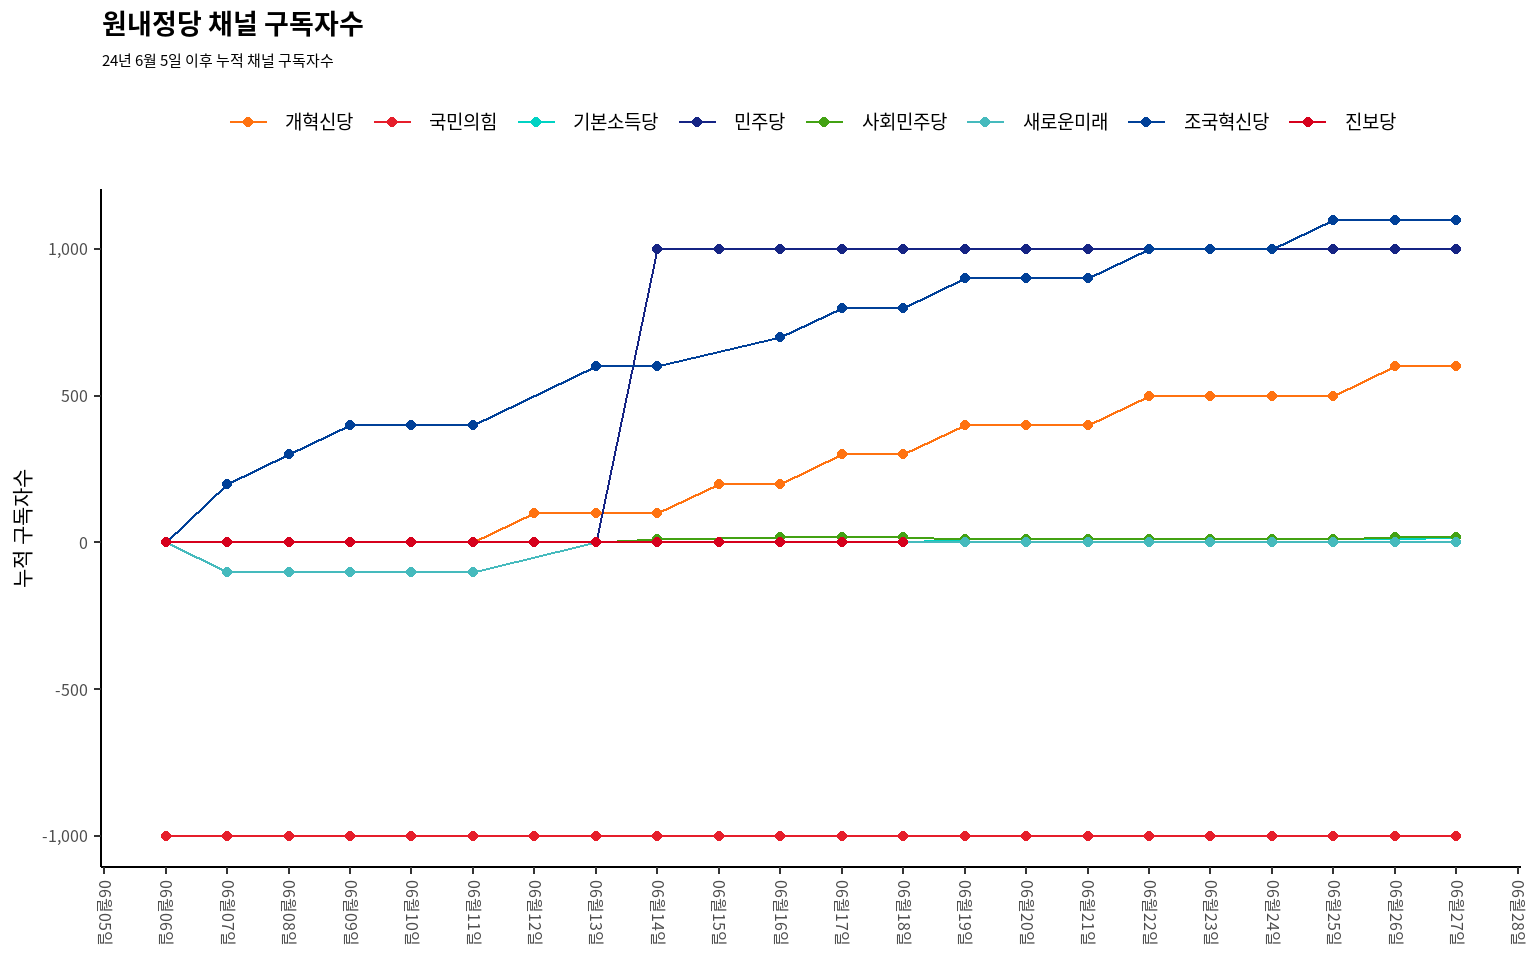 원내정당 채널 구독자수
24년 6월 5일 이후 누적 채널 구독자수
개혁신당 국민의힘 기본소득당 민주당 사회민주당 새로운미래 조국혁신당 진보당
누적 구독자수
1,000
500
0
-500
-1,000
06월05일
06월06일
06월07일
06월08일
06월09일
06월10일
06월11일
06월12일
06월13일
06월14일
06월15일
06월16일
06월17일
06월18일
06월19일
06월20일
06월21일
06월22일
06월23일
06월24일
06월25일
06월26일
06월27일
06월28일